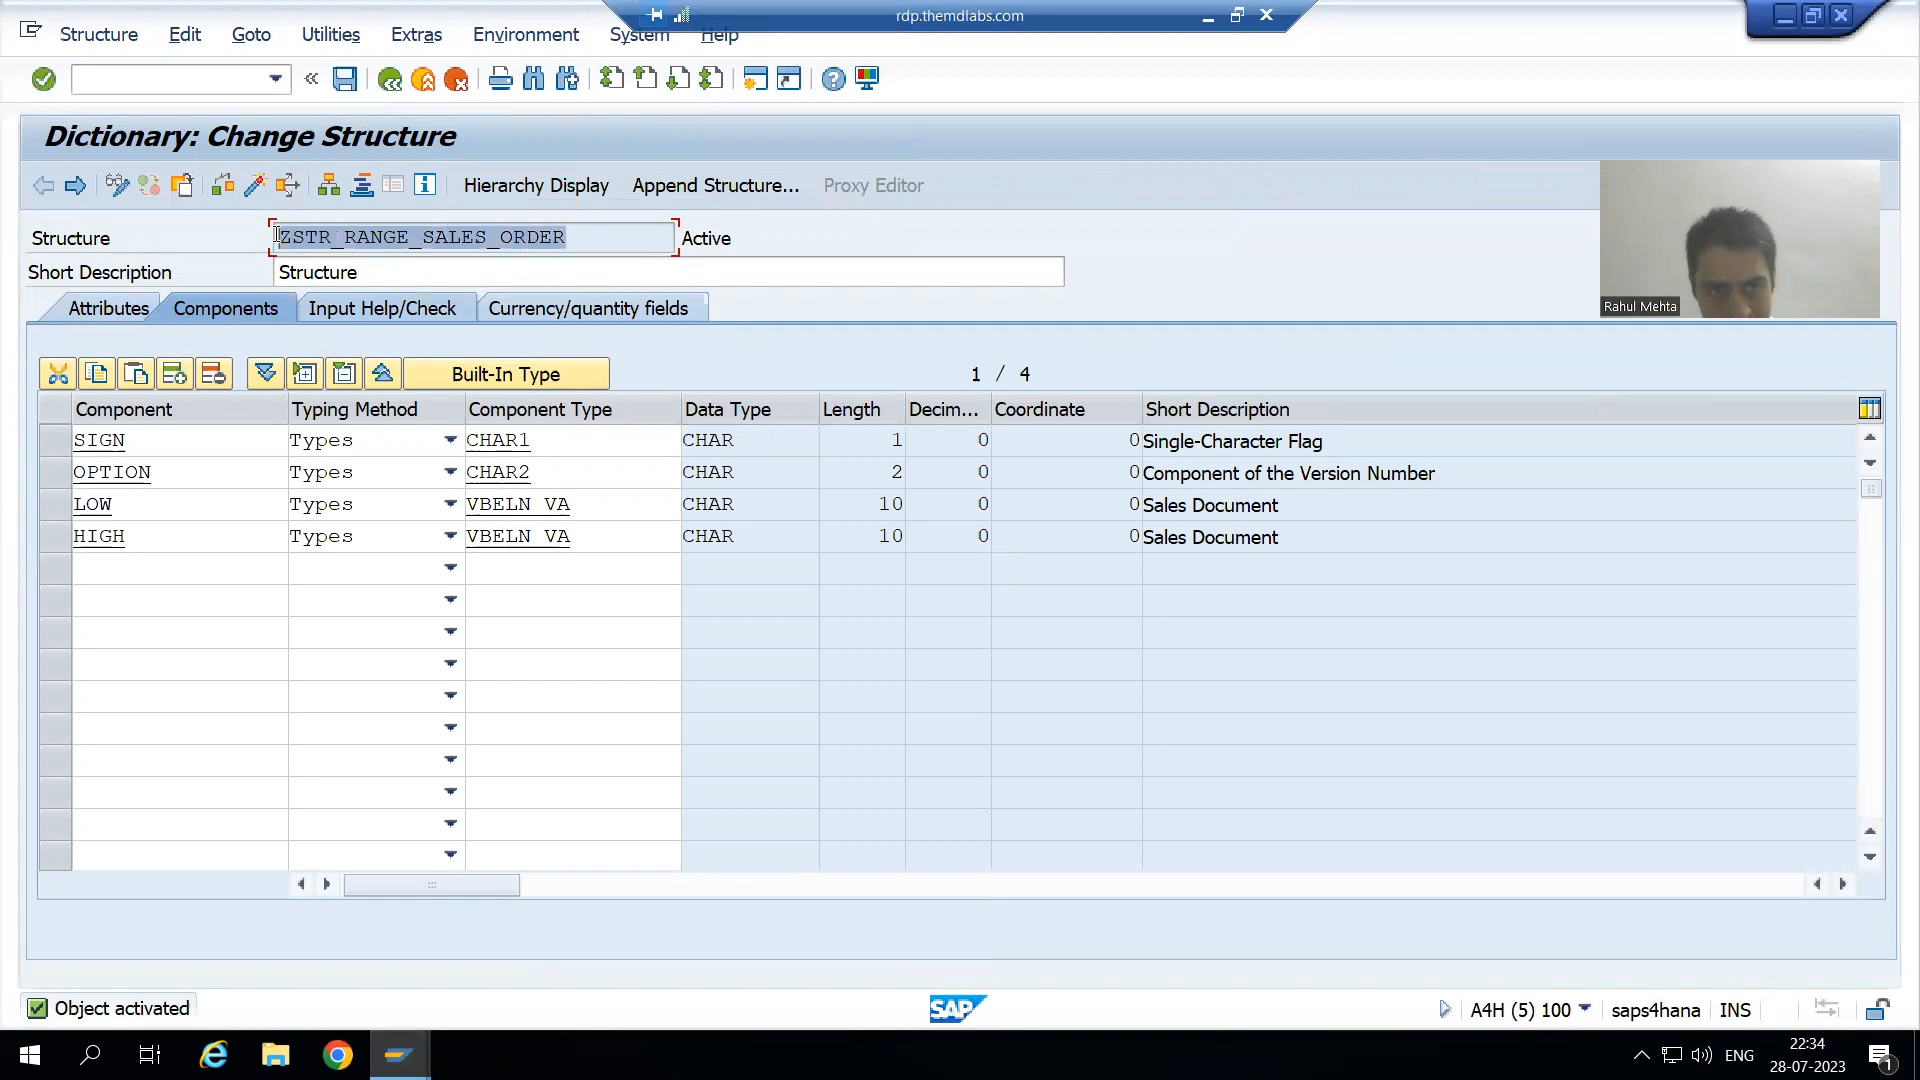 rdp.themdlabs.com
Structure Edit Goto Utilities Extras Environment System Help
Dictionary: Change Structure
Hierarchy Display Append Structure... Proxy Editor
Structure ZSTR_RANGE_SALES_ORDER Active
Short Description Structure
Attributes Components Input Help/Check Currency/quantity fields
Rahul Mehta
Built-In Type 1 / 4
Component Typing Method Component Type Data Type Length Decim... Coordinate Short Description
SIGN Types CHAR1 CHAR 1 0 0 Single-Character Flag
OPTION Types CHAR2 CHAR 2 0 0 Component of the Version Number
LOW Types VBELN_VA CHAR 10 0 0 Sales Document
HIGH Types VBELN_VA CHAR 10 0 0 Sales Document
Object activated SAP A4H (5) 100 saps4hana INS
ENG 22:34
28-07-2023 1